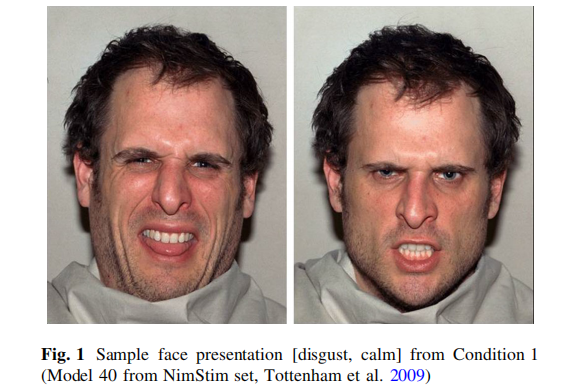 Fig. 1 Sample face presentation [disgust, calm] from Condition 1
(Model 40 from NimStim set, Tottenham et al. 2009)